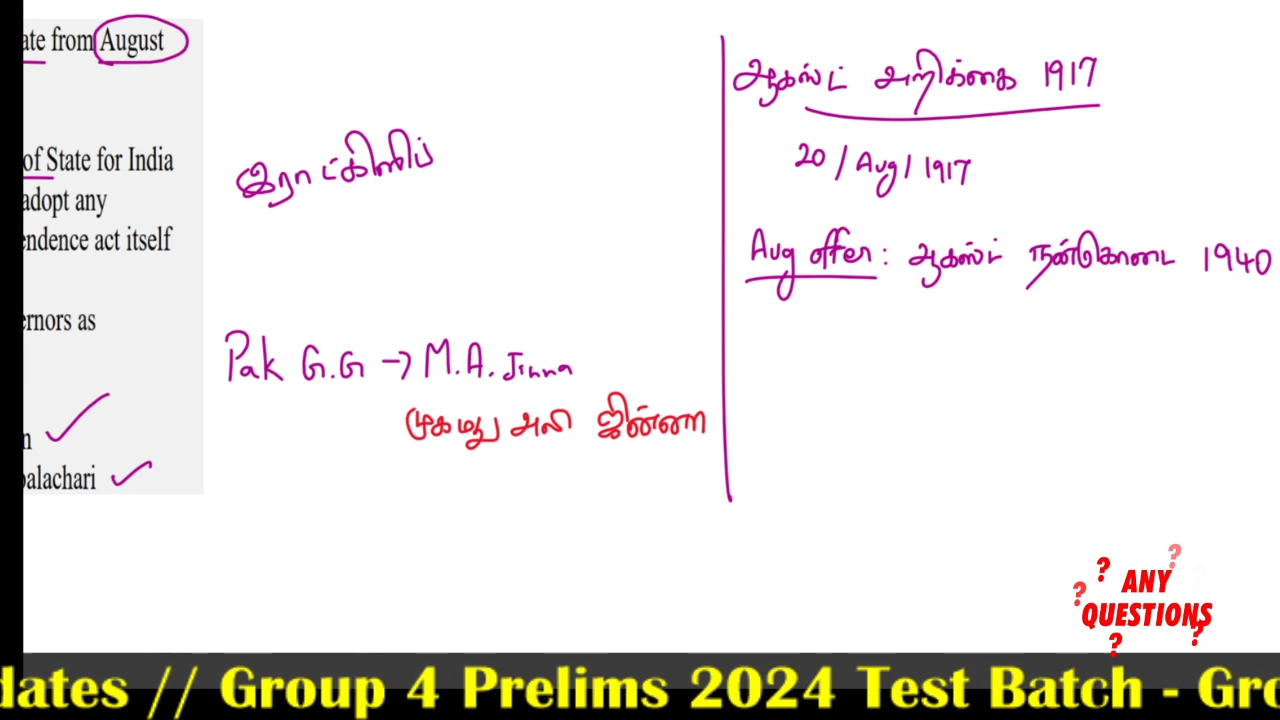 ate from August
of State for India
adopt any
endence act itself
ernors as
n
palachari
இராட்கிளிப்
Pak G.G → M.A. Jinna
முகமது அலி ஜின்னா
ஆகஸ்ட் அறிக்கை 1917
20 / Aug / 1917
Aug offer : ஆகஸ்ட் நன்கொடை 1940
ANY
QUESTIONS
dates // Group 4 Prelims 2024 Test Batch - Gro